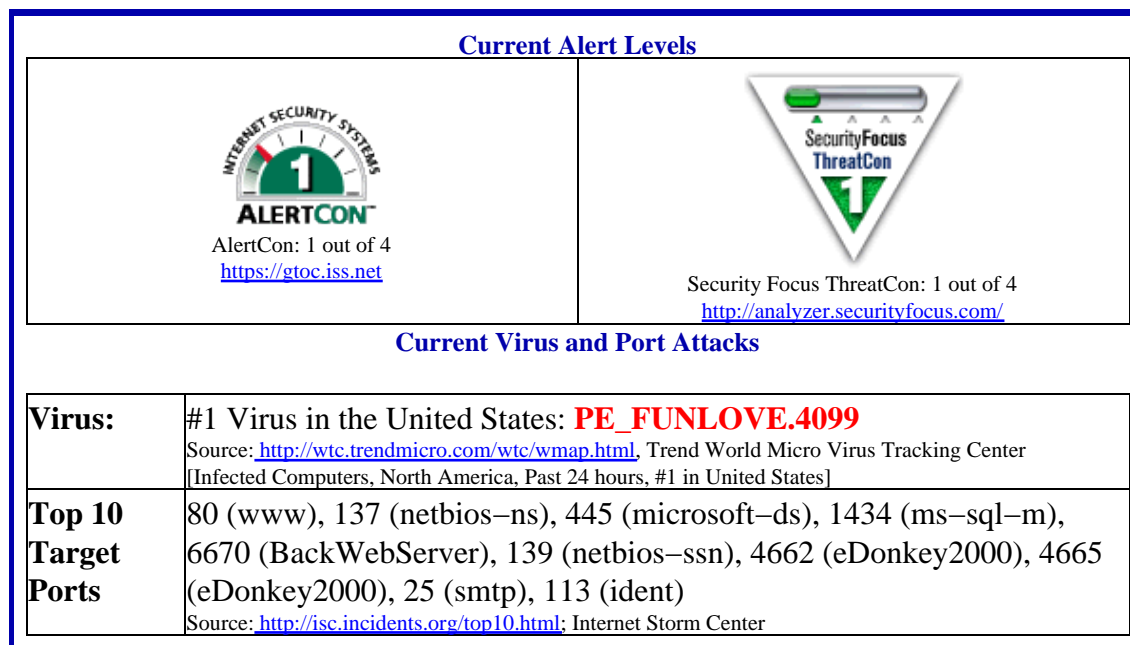 Current Alert Levels
INTERNET SECURITY SYSTEMS
1
ALERTCON™
AlertCon: 1 out of 4
https://gtoc.iss.net
SecurityFocus
ThreatCon
1
Security Focus ThreatCon: 1 out of 4
http://analyzer.securityfocus.com/
Current Virus and Port Attacks
Virus:
#1 Virus in the United States: PE_FUNLOVE.4099
Source: http://wtc.trendmicro.com/wtc/wmap.html, Trend World Micro Virus Tracking Center
[Infected Computers, North America, Past 24 hours, #1 in United States]
Top 10
Target
Ports
80 (www), 137 (netbios−ns), 445 (microsoft−ds), 1434 (ms−sql−m),
6670 (BackWebServer), 139 (netbios−ssn), 4662 (eDonkey2000), 4665
(eDonkey2000), 25 (smtp), 113 (ident)
Source: http://isc.incidents.org/top10.html; Internet Storm Center